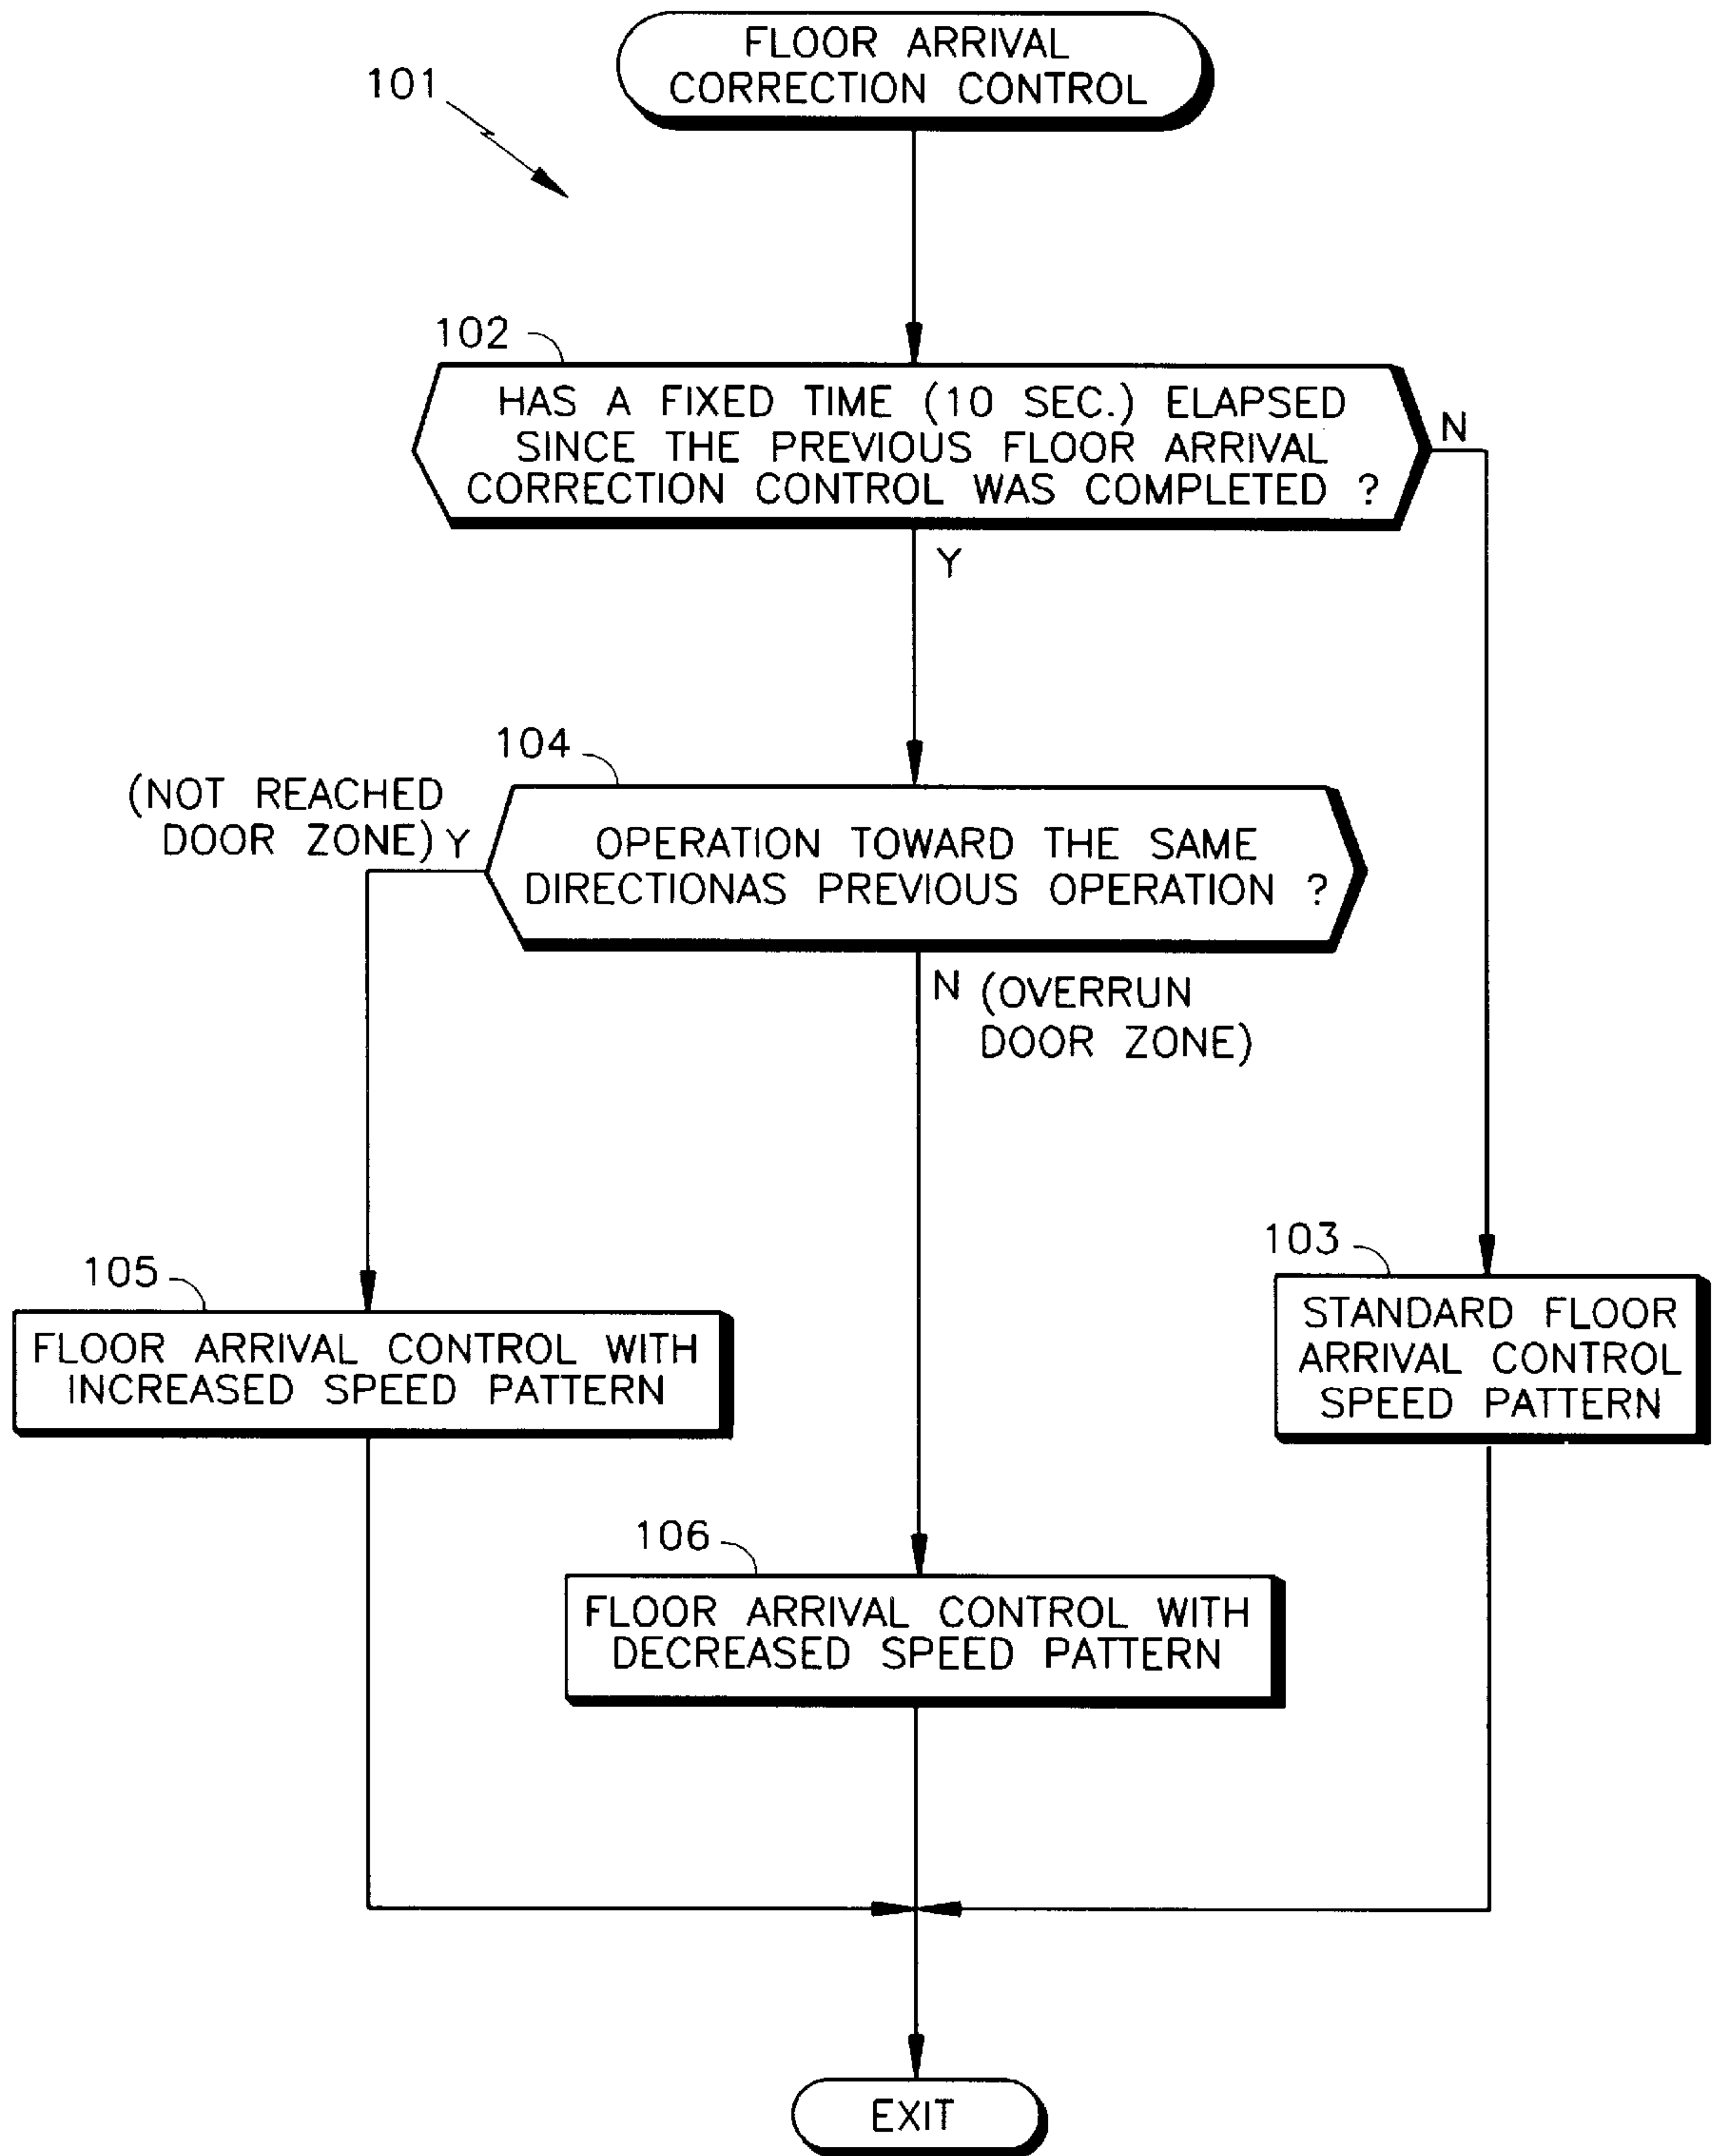 FLOOR ARRIVAL
CORRECTION CONTROL
101
102
HAS A FIXED TIME (10 SEC.) ELAPSED
SINCE THE PREVIOUS FLOOR ARRIVAL
CORRECTION CONTROL WAS COMPLETED ?
N
Y
104
(NOT REACHED
DOOR ZONE) Y
OPERATION TOWARD THE SAME
DIRECTIONAS PREVIOUS OPERATION ?
N (OVERRUN
DOOR ZONE)
103
STANDARD FLOOR
ARRIVAL CONTROL
SPEED PATTERN
105
FLOOR ARRIVAL CONTROL WITH
INCREASED SPEED PATTERN
106
FLOOR ARRIVAL CONTROL WITH
DECREASED SPEED PATTERN
EXIT